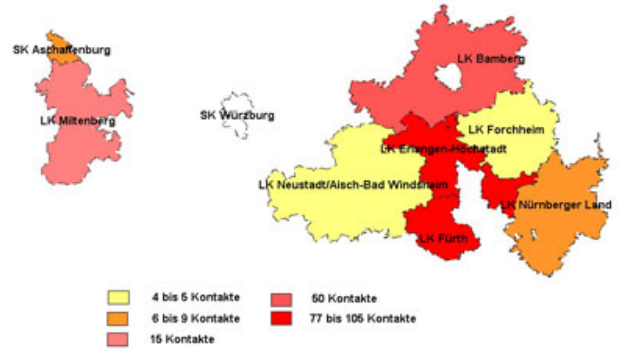 SK Aschaffenburg
LK Bamberg
LK Miltenberg
SK Würzburg
LK Forchheim
LK Erlangen-Höchstadt
LK Neustadt/Aisch-Bad Windsheim
LK Nürnberger Land
LK Fürth
4 bis 5 Kontakte
50 Kontakte
6 bis 9 Kontakte
77 bis 105 Kontakte
15 Kontakte